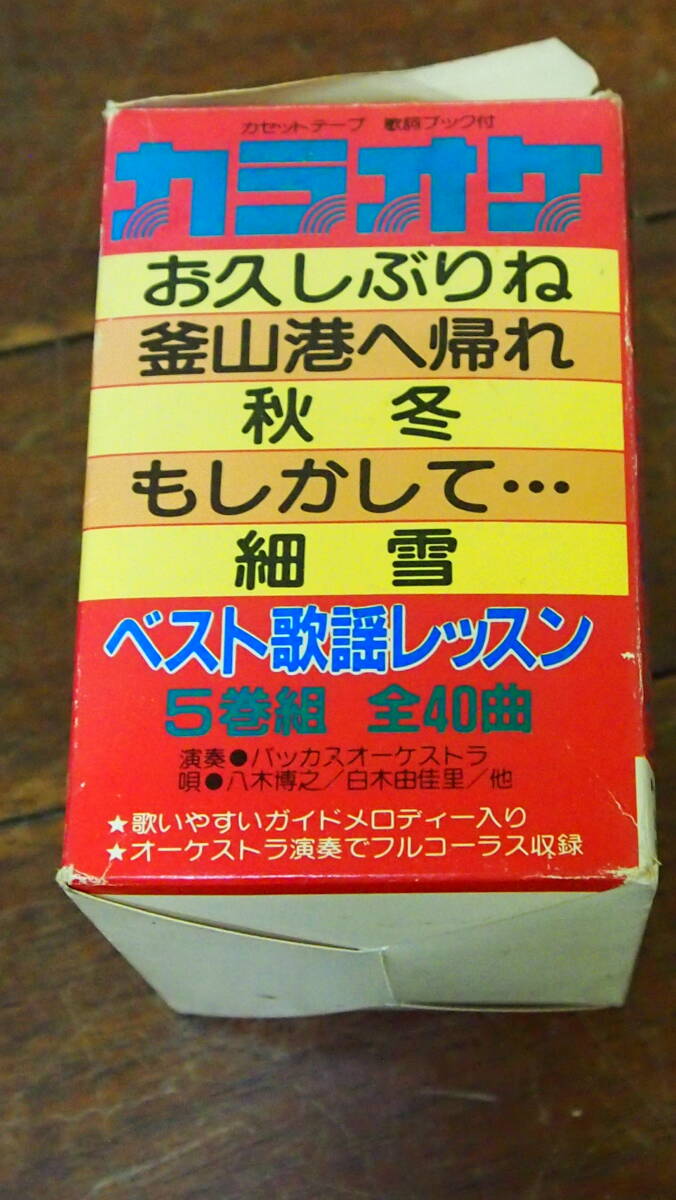 カセットテープ 歌詞ブック付
カラオケ
お久しぶりね
釜山港へ帰れ
秋冬
もしかして…
細雪
ベスト歌謡レッスン
5巻組 全40曲
演奏●バッカスオーケストラ
唄●八木博之/白木由佳里/他
★歌いやすいガイドメロディー入り
★オーケストラ演奏でフルコーラス収録